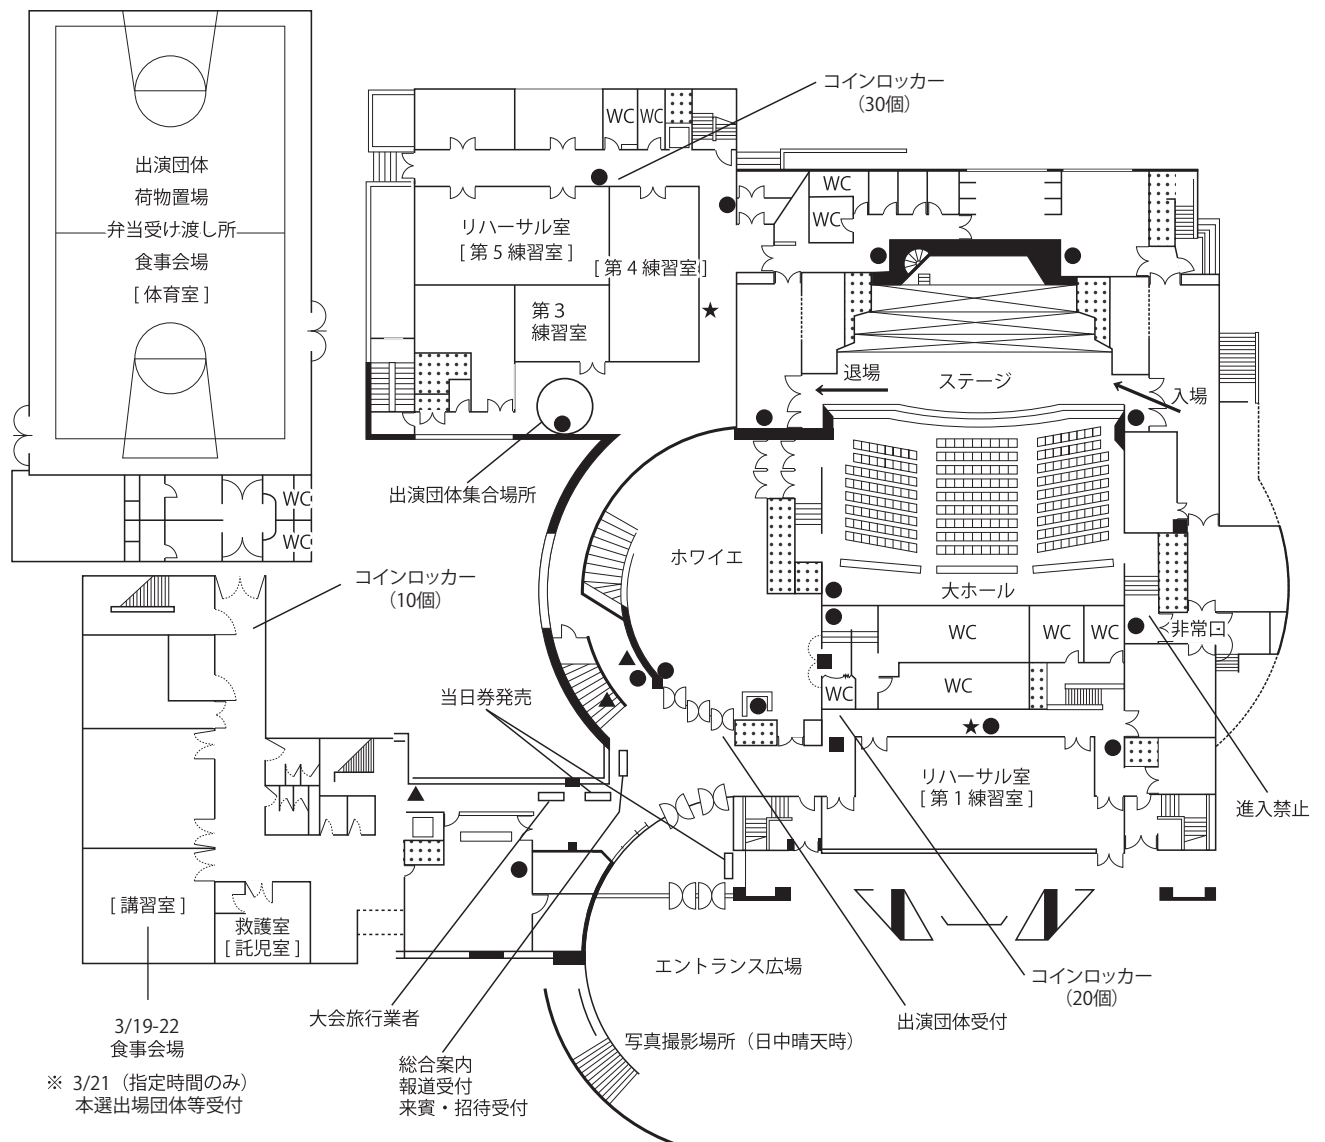 コインロッカー
（30個）
WC
WC
出演団体
荷物置場
弁当受け渡し所
食事会場
[ 体育室 ]
WC
WC
リハーサル室
[ 第５練習室 ]
[ 第４練習室 ]
第３
練習室
退場
ステージ
入場
出演団体集合場所
WC
WC
ホワイエ
大ホール
コインロッカー
（10個）
WC
WC
WC
非常口
WC
WC
当日券発売
リハーサル室
[ 第１練習室 ]
進入禁止
[ 講習室 ]
救護室
[ 託児室 ]
エントランス広場
コインロッカー
（20個）
大会旅行業者
出演団体受付
3/19-22
食事会場
写真撮影場所（日中晴天時）
総合案内
報道受付
来賓・招待受付
※ 3/21（指定時間のみ）
本選出場団体等受付